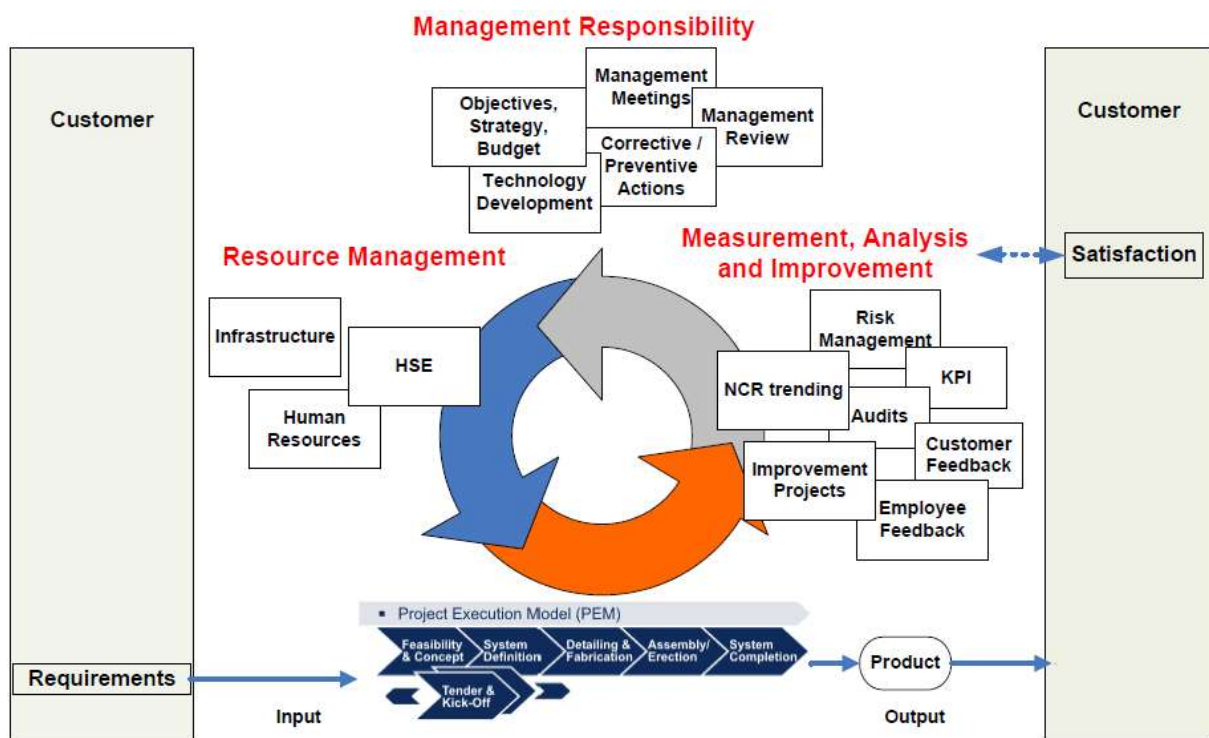 Management Responsibility
Customer
Objectives,
Strategy,
Budget
Management
Meetings
Management
Review
Corrective /
Preventive
Actions
Technology
Development
Customer
Resource Management
Measurement, Analysis
and Improvement
Satisfaction
Infrastructure
HSE
Human
Resources
Risk
Management
NCR trending
KPI
Audits
Customer
Feedback
Improvement
Projects
Employee
Feedback
▪ Project Execution Model (PEM)
Feasibility
& Concept
System
Definition
Detailing &
Fabrication
Assembly/
Erection
System
Completion
Tender &
Kick-Off
Requirements
Product
Input
Output